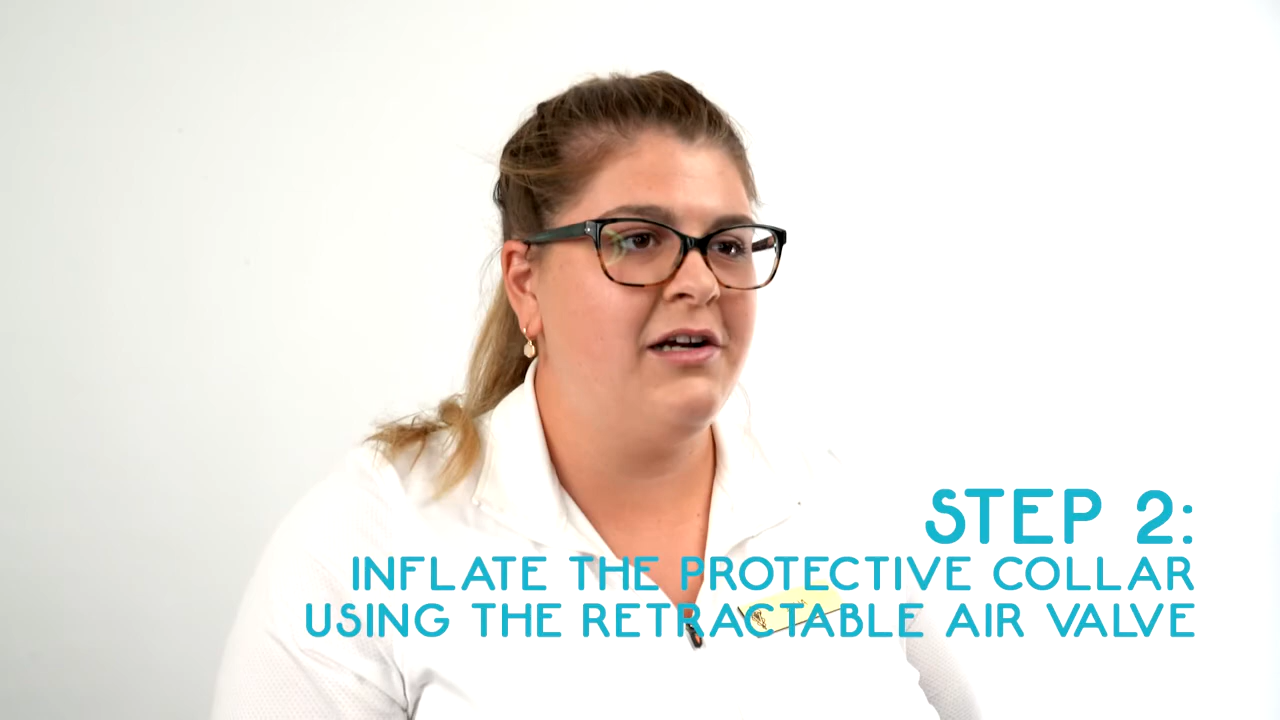 STEP 2:
INFLATE THE PROTECTIVE COLLAR
USING THE RETRACTABLE AIR VALVE